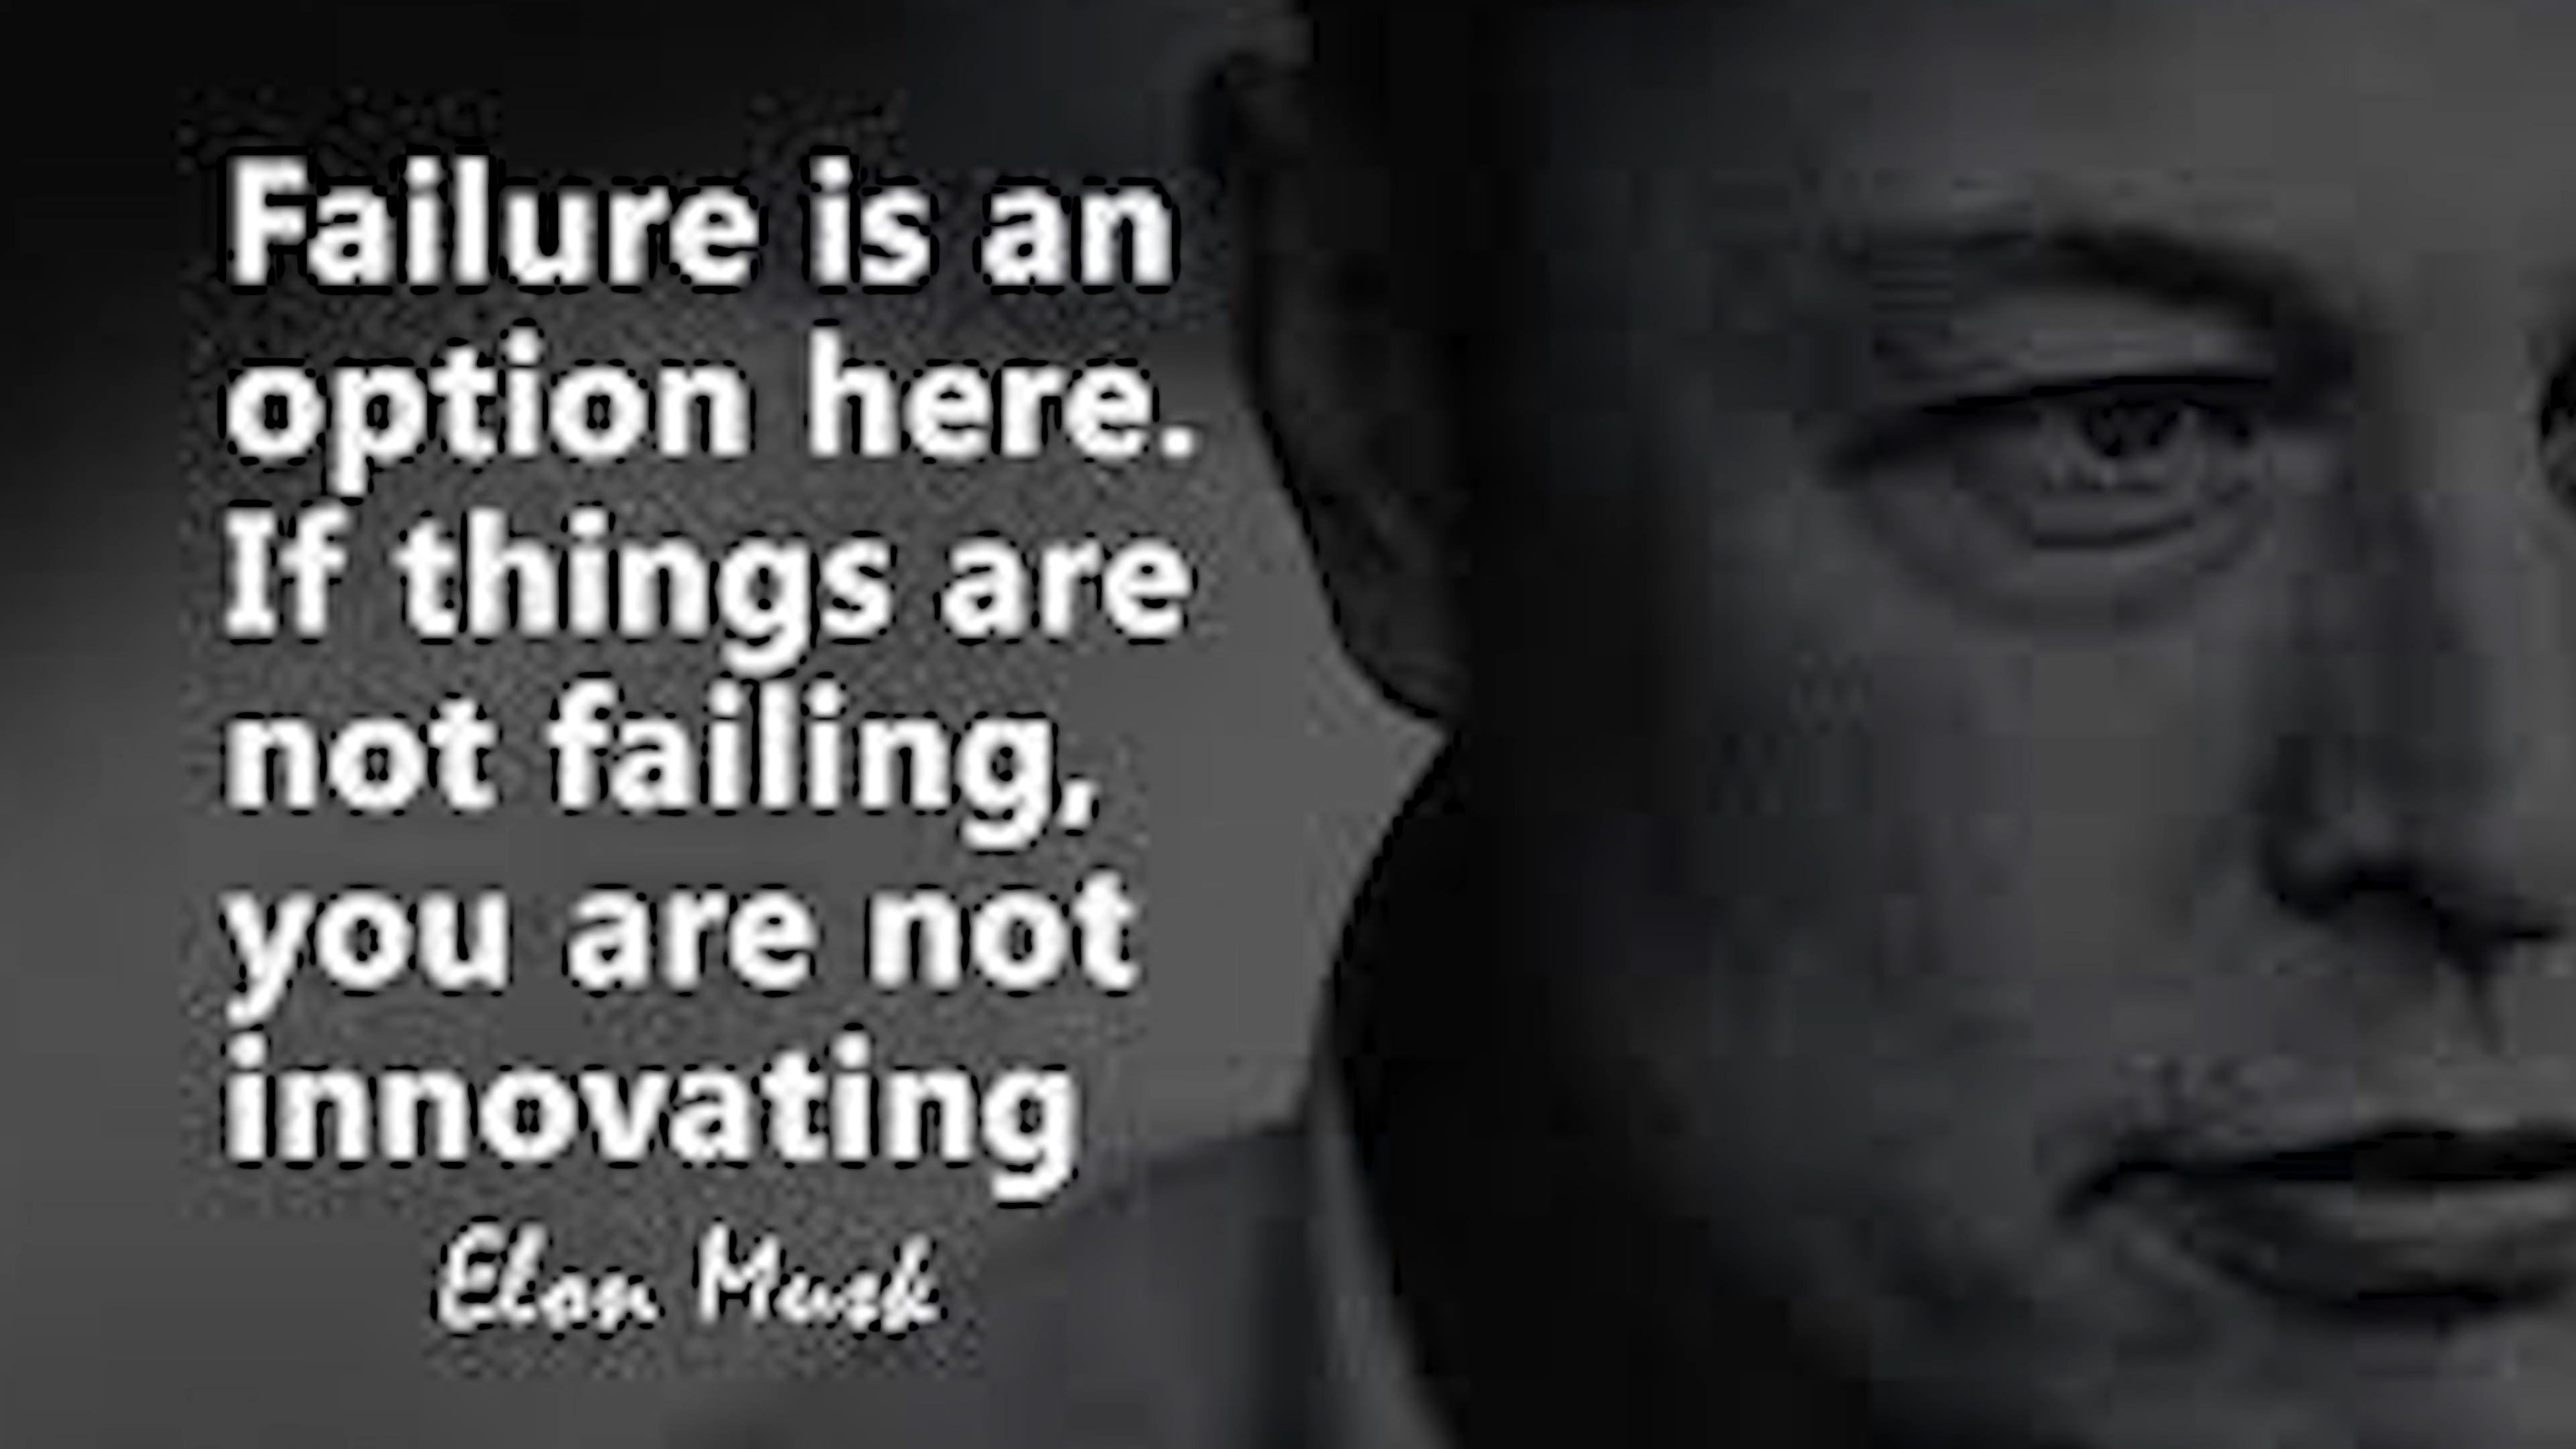 Failure is an
option here.
If things are
not failing,
you are not
innovating
Elon Musk